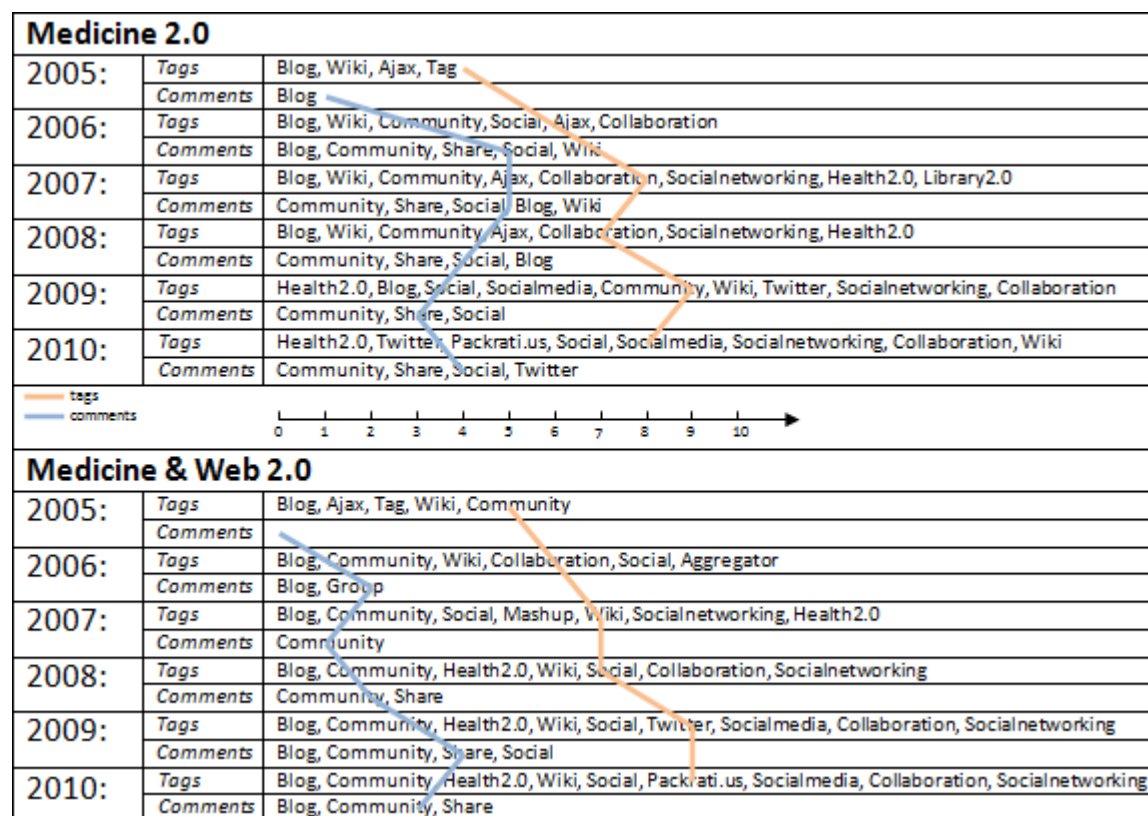 Medicine 2.0
2005: Tags Blog, Wiki, Ajax, Tag
Comments Blog
2006: Tags Blog, Wiki, Community, Social, Ajax, Collaboration
Comments Blog, Community, Share, Social, Wiki
2007: Tags Blog, Wiki, Community, Ajax, Collaboration, Socialnetworking, Health2.0, Library2.0
Comments Community, Share, Social, Blog, Wiki
2008: Tags Blog, Wiki, Community, Ajax, Collaboration, Socialnetworking, Health2.0
Comments Community, Share, Social, Blog
2009: Tags Health2.0, Blog, Social, Socialmedia, Community, Wiki, Twitter, Socialnetworking, Collaboration
Comments Community, Share, Social
2010: Tags Health2.0, Twitter, Packrati.us, Social, Socialmedia, Socialnetworking, Collaboration, Wiki
Comments Community, Share, Social, Twitter
tags
comments
0 1 2 3 4 5 6 7 8 9 10
Medicine & Web 2.0
2005: Tags Blog, Ajax, Tag, Wiki, Community
Comments
2006: Tags Blog, Community, Wiki, Collaboration, Social, Aggregator
Comments Blog, Group
2007: Tags Blog, Community, Social, Mashup, Wiki, Socialnetworking, Health2.0
Comments Community
2008: Tags Blog, Community, Health2.0, Wiki, Social, Collaboration, Socialnetworking
Comments Community, Share
2009: Tags Blog, Community, Health2.0, Wiki, Social, Twitter, Socialmedia, Collaboration, Socialnetworking
Comments Blog, Community, Share, Social
2010: Tags Blog, Community, Health2.0, Wiki, Social, Packrati.us, Socialmedia, Collaboration, Socialnetworking
Comments Blog, Community, Share